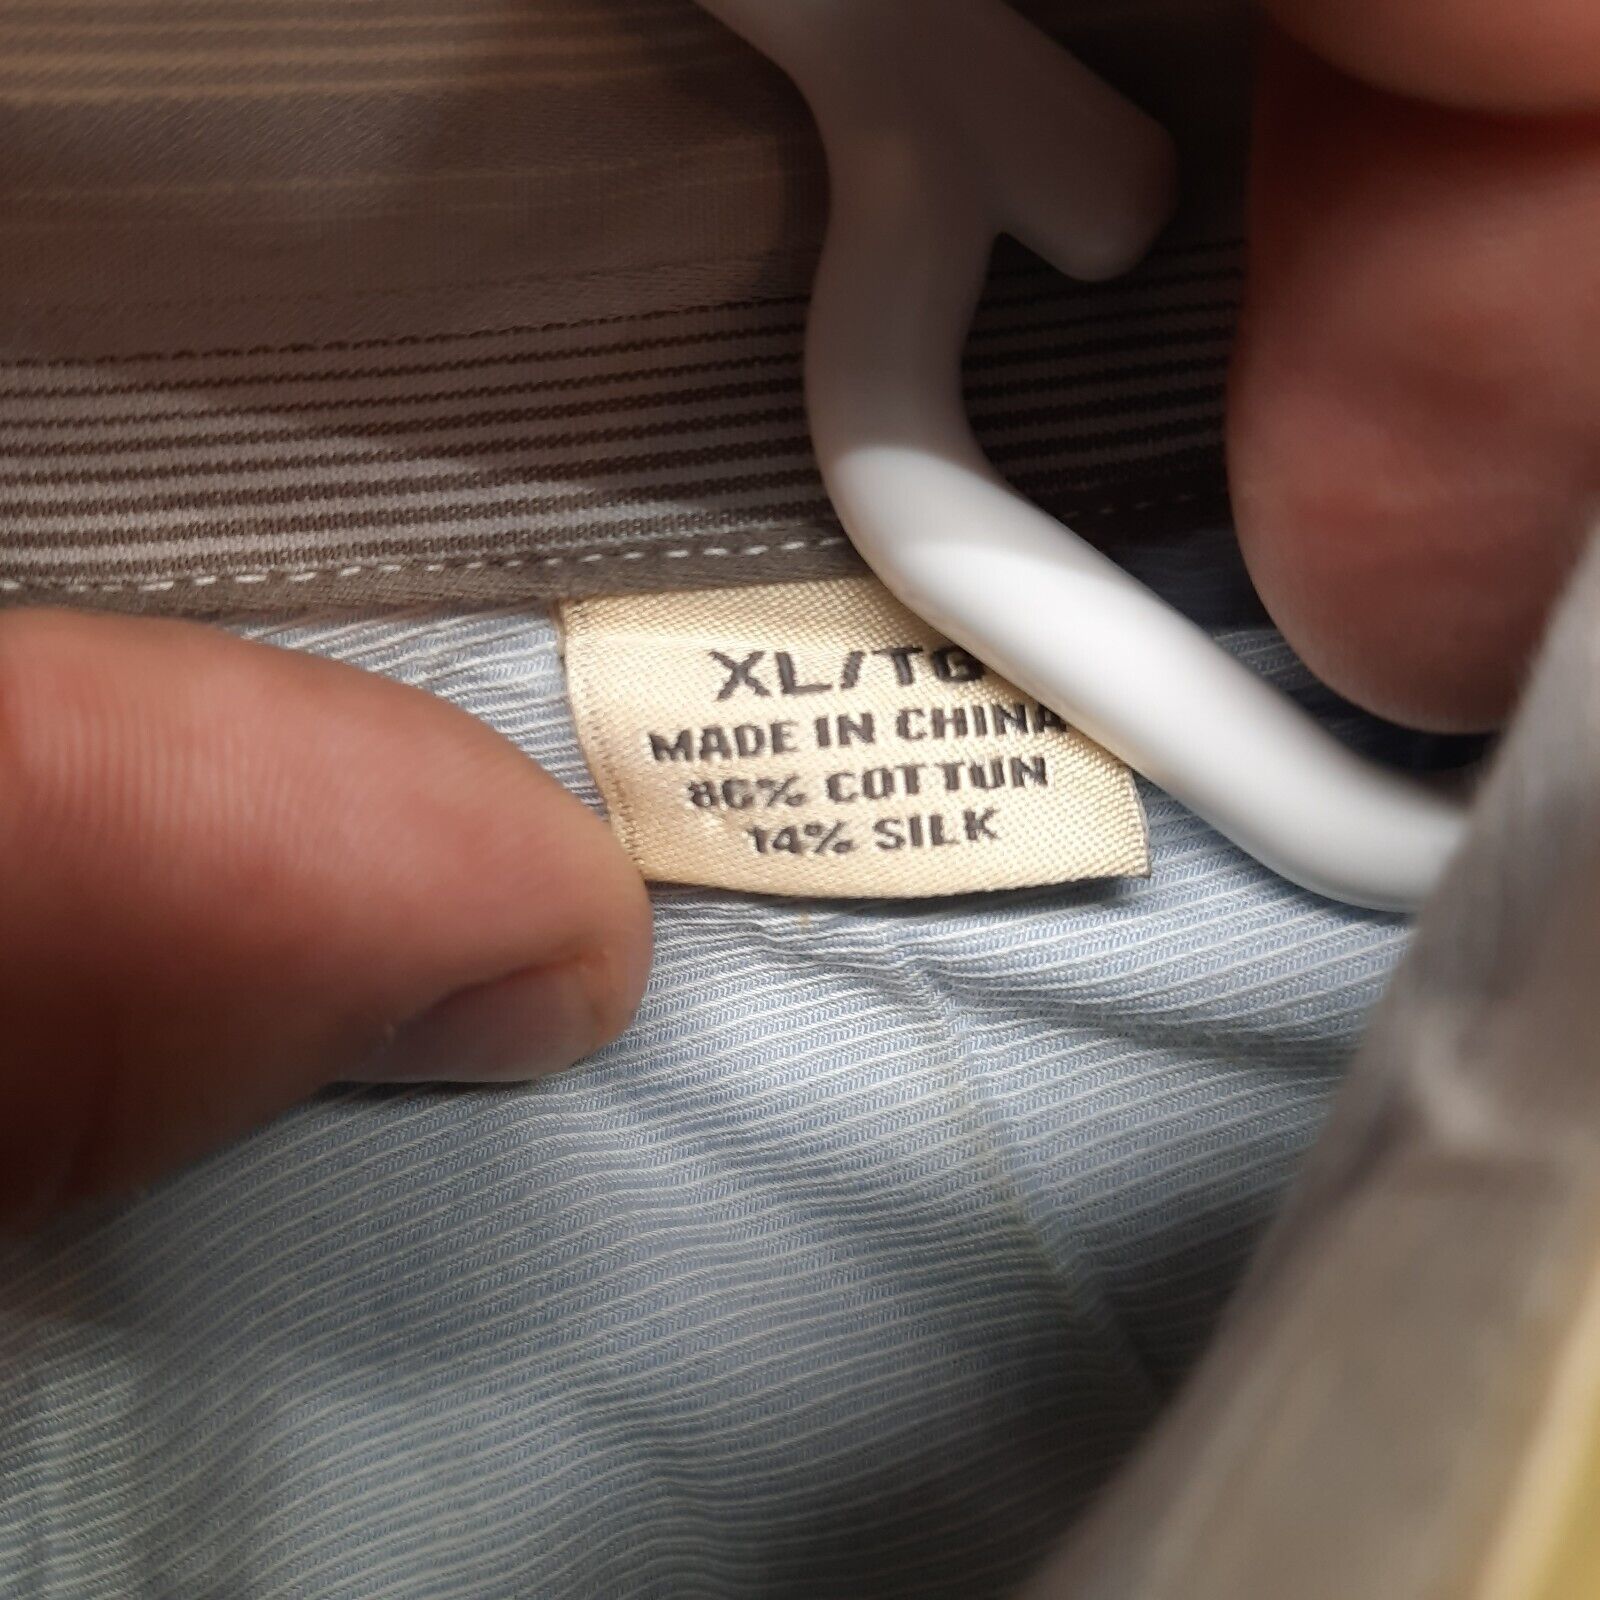 XL/TG
MADE IN CHINA
86% COTTON
14% SILK